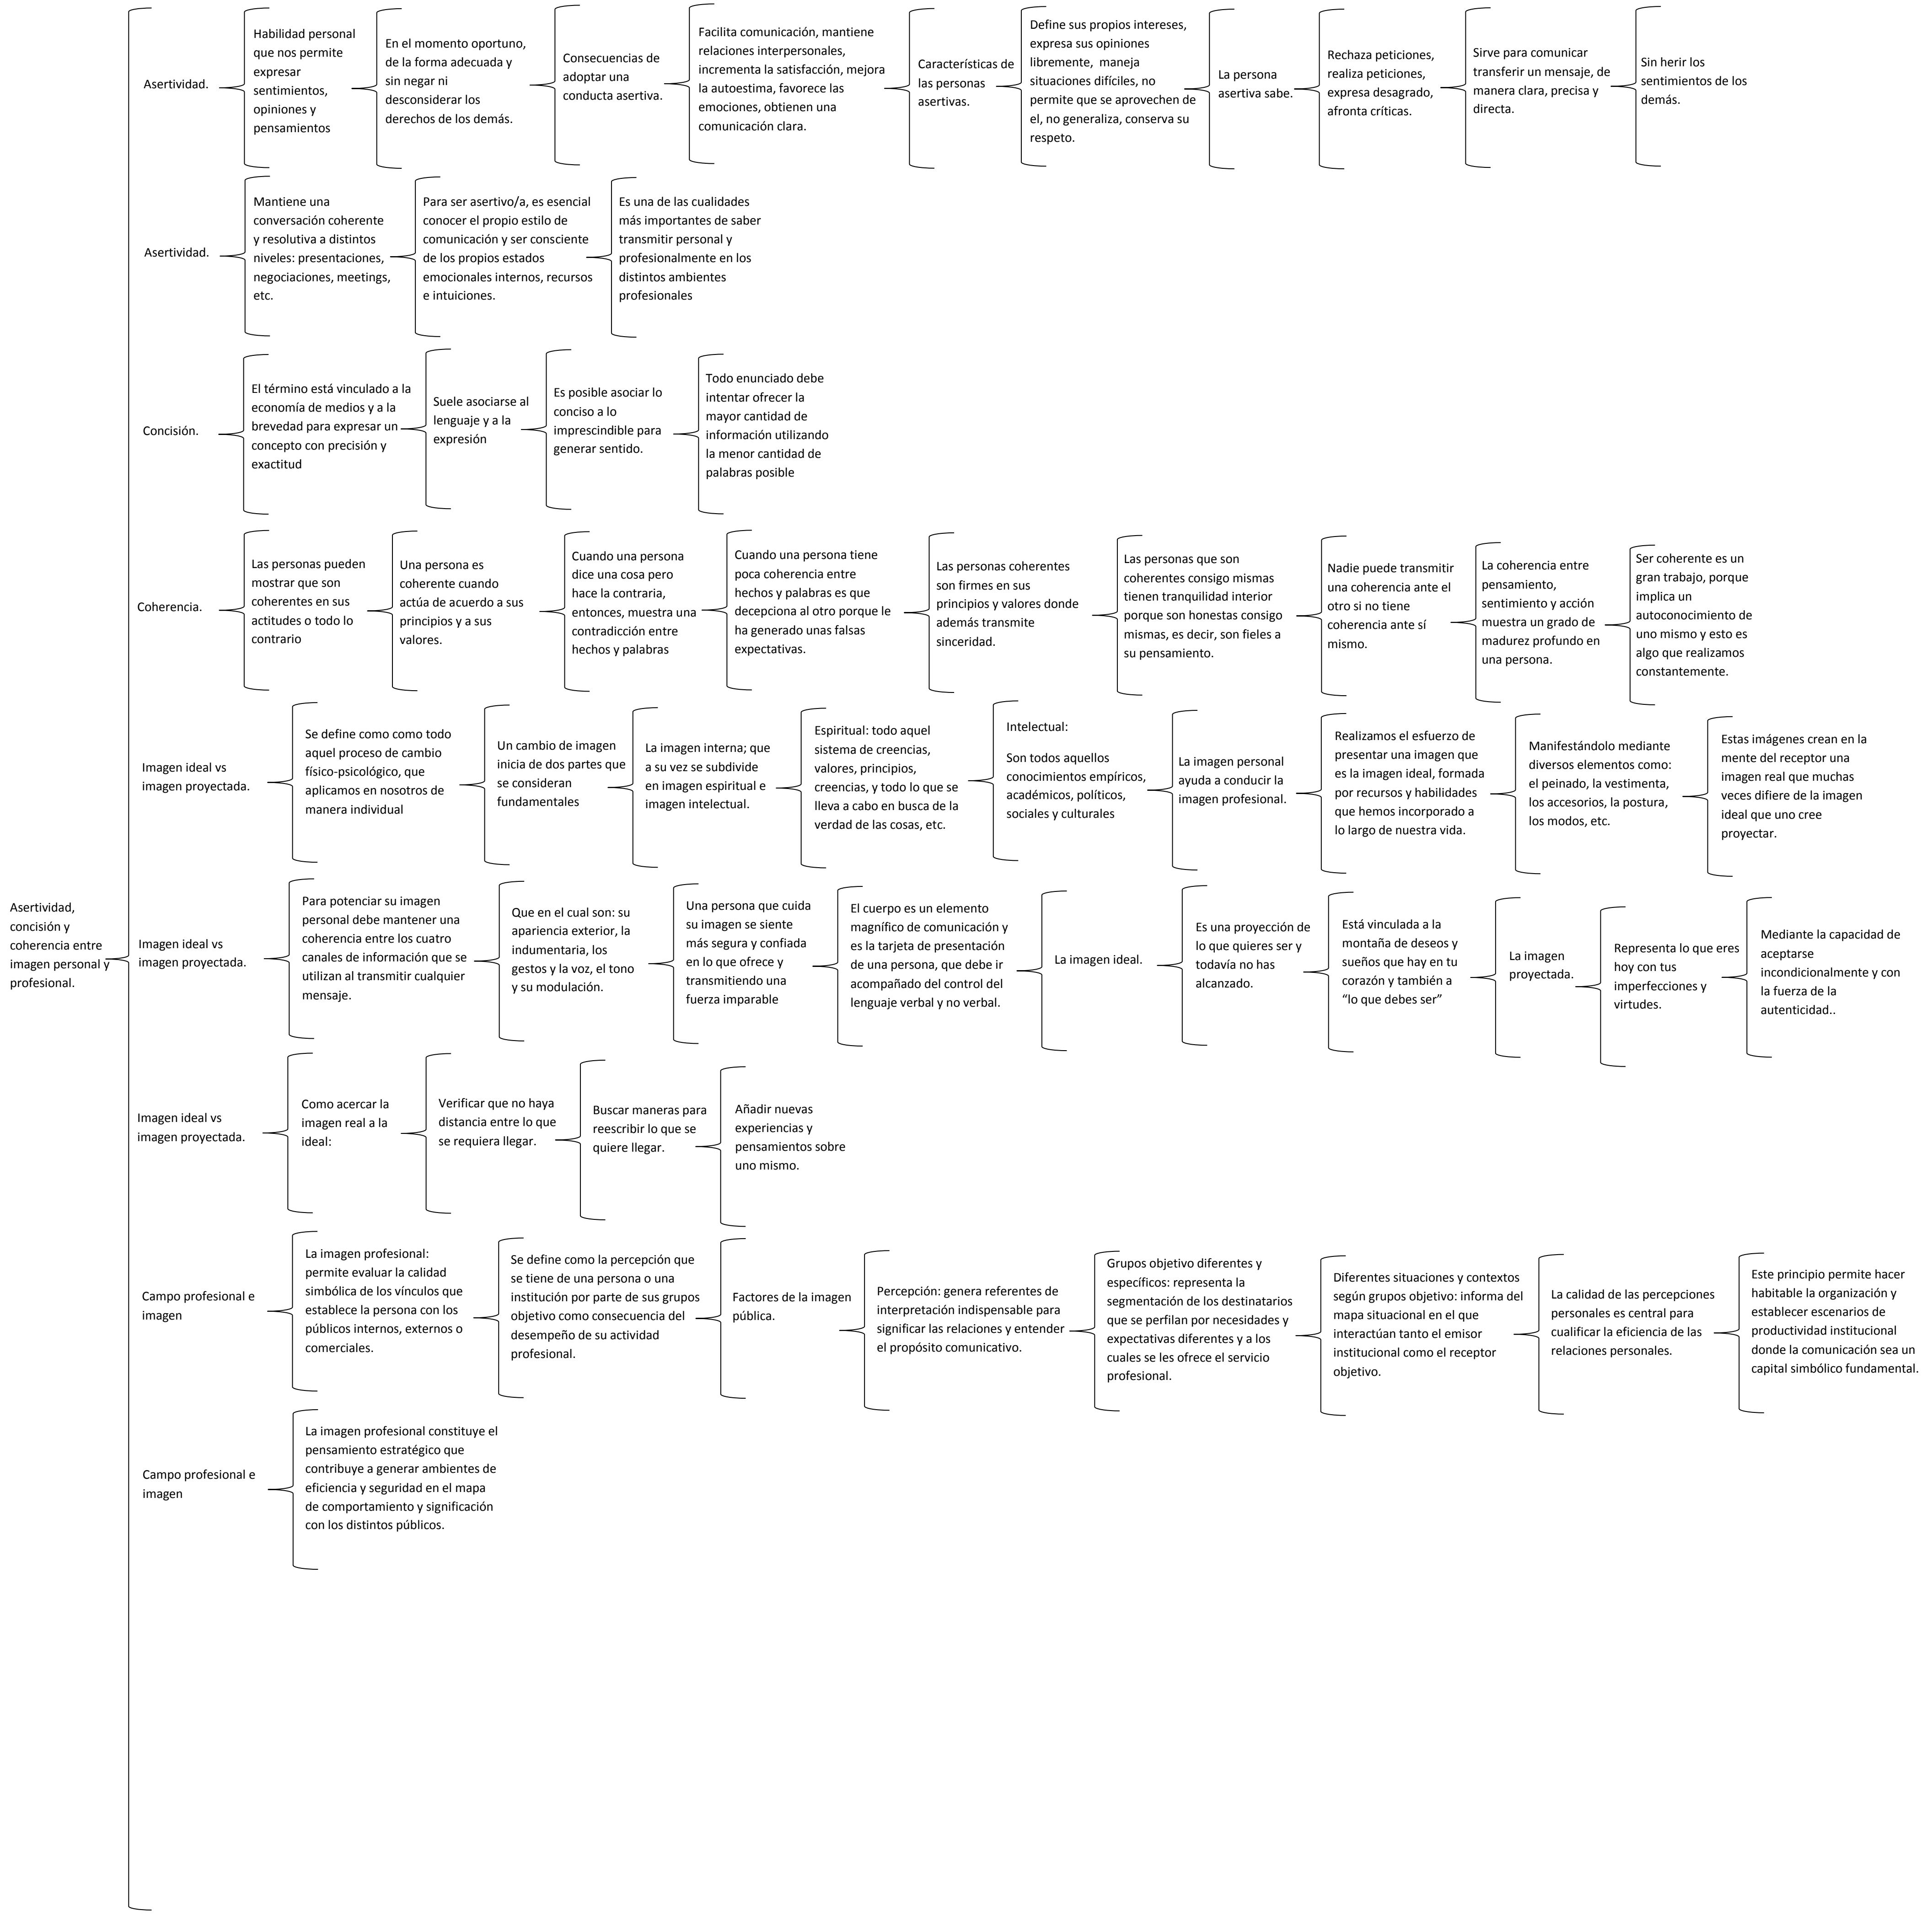 Asertividad,
concisión y
coherencia entre
imagen personal y
profesional.
Asertividad.
Habilidad personal
que nos permite
expresar
sentimientos,
opiniones y
pensamientos
En el momento oportuno,
de la forma adecuada y
sin negar ni
desconsiderar los
derechos de los demás.
Consecuencias de
adoptar una
conducta asertiva.
Facilita comunicación, mantiene
relaciones interpersonales,
incrementa la satisfacción, mejora
la autoestima, favorece las
emociones, obtienen una
comunicación clara.
Características de
las personas
asertivas.
Define sus propios intereses,
expresa sus opiniones
libremente, maneja
situaciones difíciles, no
permite que se aprovechen de
el, no generaliza, conserva su
respeto.
La persona
asertiva sabe.
Rechaza peticiones,
realiza peticiones,
expresa desagrado,
afronta críticas.
Sirve para comunicar
transferir un mensaje, de
manera clara, precisa y
directa.
Sin herir los
sentimientos de los
demás.
Asertividad.
Mantiene una
conversación coherente
y resolutiva a distintos
niveles: presentaciones,
negociaciones, meetings,
etc.
Para ser asertivo/a, es esencial
conocer el propio estilo de
comunicación y ser consciente
de los propios estados
emocionales internos, recursos
e intuiciones.
Es una de las cualidades
más importantes de saber
transmitir personal y
profesionalmente en los
distintos ambientes
profesionales
Concisión.
El término está vinculado a la
economía de medios y a la
brevedad para expresar un
concepto con precisión y
exactitud
Suele asociarse al
lenguaje y a la
expresión
Es posible asociar lo
conciso a lo
imprescindible para
generar sentido.
Todo enunciado debe
intentar ofrecer la
mayor cantidad de
información utilizando
la menor cantidad de
palabras posible
Coherencia.
Las personas pueden
mostrar que son
coherentes en sus
actitudes o todo lo
contrario
Una persona es
coherente cuando
actúa de acuerdo a sus
principios y a sus
valores.
Cuando una persona
dice una cosa pero
hace la contraria,
entonces, muestra una
contradicción entre
hechos y palabras
Cuando una persona tiene
poca coherencia entre
hechos y palabras es que
decepciona al otro porque le
ha generado unas falsas
expectativas.
Las personas coherentes
son firmes en sus
principios y valores donde
además transmite
sinceridad.
Las personas que son
coherentes consigo mismas
tienen tranquilidad interior
porque son honestas consigo
mismas, es decir, son fieles a
su pensamiento.
Nadie puede transmitir
una coherencia ante el
otro si no tiene
coherencia ante sí
mismo.
La coherencia entre
pensamiento,
sentimiento y acción
muestra un grado de
madurez profundo en
una persona.
Ser coherente es un
gran trabajo, porque
implica un
autoconocimiento de
uno mismo y esto es
algo que realizamos
constantemente.
Imagen ideal vs
imagen proyectada.
Se define como como todo
aquel proceso de cambio
físico-psicológico, que
aplicamos en nosotros de
manera individual
Un cambio de imagen
inicia de dos partes que
se consideran
fundamentales
La imagen interna; que
a su vez se subdivide
en imagen espiritual e
imagen intelectual.
Espiritual: todo aquel
sistema de creencias,
valores, principios,
creencias, y todo lo que se
lleva a cabo en busca de la
verdad de las cosas, etc.
Intelectual:
Son todos aquellos
conocimientos empíricos,
académicos, políticos,
sociales y culturales
La imagen personal
ayuda a conducir la
imagen profesional.
Realizamos el esfuerzo de
presentar una imagen que
es la imagen ideal, formada
por recursos y habilidades
que hemos incorporado a
lo largo de nuestra vida.
Manifestándolo mediante
diversos elementos como:
el peinado, la vestimenta,
los accesorios, la postura,
los modos, etc.
Estas imágenes crean en la
mente del receptor una
imagen real que muchas
veces difiere de la imagen
ideal que uno cree
proyectar.
Imagen ideal vs
imagen proyectada.
Para potenciar su imagen
personal debe mantener una
coherencia entre los cuatro
canales de información que se
utilizan al transmitir cualquier
mensaje.
Que en el cual son: su
apariencia exterior, la
indumentaria, los
gestos y la voz, el tono
y su modulación.
Una persona que cuida
su imagen se siente
más segura y confiada
en lo que ofrece y
transmitiendo una
fuerza imparable
El cuerpo es un elemento
magnífico de comunicación y
es la tarjeta de presentación
de una persona, que debe ir
acompañado del control del
lenguaje verbal y no verbal.
La imagen ideal.
Es una proyección de
lo que quieres ser y
todavía no has
alcanzado.
Está vinculada a la
montaña de deseos y
sueños que hay en tu
corazón y también a
“lo que debes ser”
La imagen
proyectada.
Representa lo que eres
hoy con tus
imperfecciones y
virtudes.
Mediante la capacidad de
aceptarse
incondicionalmente y con
la fuerza de la
autenticidad..
Imagen ideal vs
imagen proyectada.
Como acercar la
imagen real a la
ideal:
Verificar que no haya
distancia entre lo que
se requiera llegar.
Buscar maneras para
reescribir lo que se
quiere llegar.
Añadir nuevas
experiencias y
pensamientos sobre
uno mismo.
Campo profesional e
imagen
La imagen profesional:
permite evaluar la calidad
simbólica de los vínculos que
establece la persona con los
públicos internos, externos o
comerciales.
Se define como la percepción que
se tiene de una persona o una
institución por parte de sus grupos
objetivo como consecuencia del
desempeño de su actividad
profesional.
Factores de la imagen
pública.
Percepción: genera referentes de
interpretación indispensable para
significar las relaciones y entender
el propósito comunicativo.
Grupos objetivo diferentes y
específicos: representa la
segmentación de los destinatarios
que se perfilan por necesidades y
expectativas diferentes y a los
cuales se les ofrece el servicio
profesional.
Diferentes situaciones y contextos
según grupos objetivo: informa del
mapa situacional en el que
interactúan tanto el emisor
institucional como el receptor
objetivo.
La calidad de las percepciones
personales es central para
cualificar la eficiencia de las
relaciones personales.
Este principio permite hacer
habitable la organización y
establecer escenarios de
productividad institucional
donde la comunicación sea un
capital simbólico fundamental.
Campo profesional e
imagen
La imagen profesional constituye el
pensamiento estratégico que
contribuye a generar ambientes de
eficiencia y seguridad en el mapa
de comportamiento y significación
con los distintos públicos.